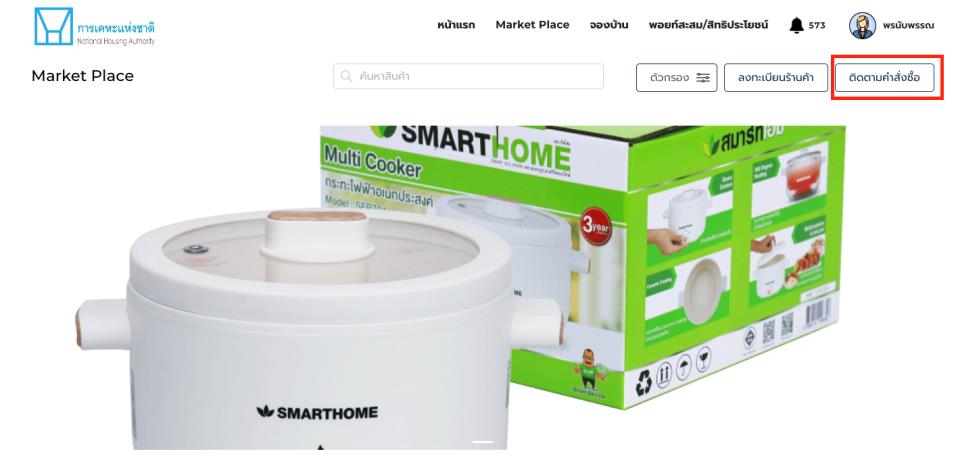 การเคหะแห่งชาติ
National Housing Authority
หน้าแรก Market Place จองบ้าน พอยท์สะสม/สิทธิประโยชน์ 573 พรนับพรรณ
Market Place
ค้นหาสินค้า
ตัวกรอง ลงทะเบียนร้านค้า ติดตามคำสั่งซื้อ
SMARTHOME
Multi Cooker
กระทะไฟฟ้าอเนกประสงค์
3 year
สมาร์ทโฮม
SMARTHOME